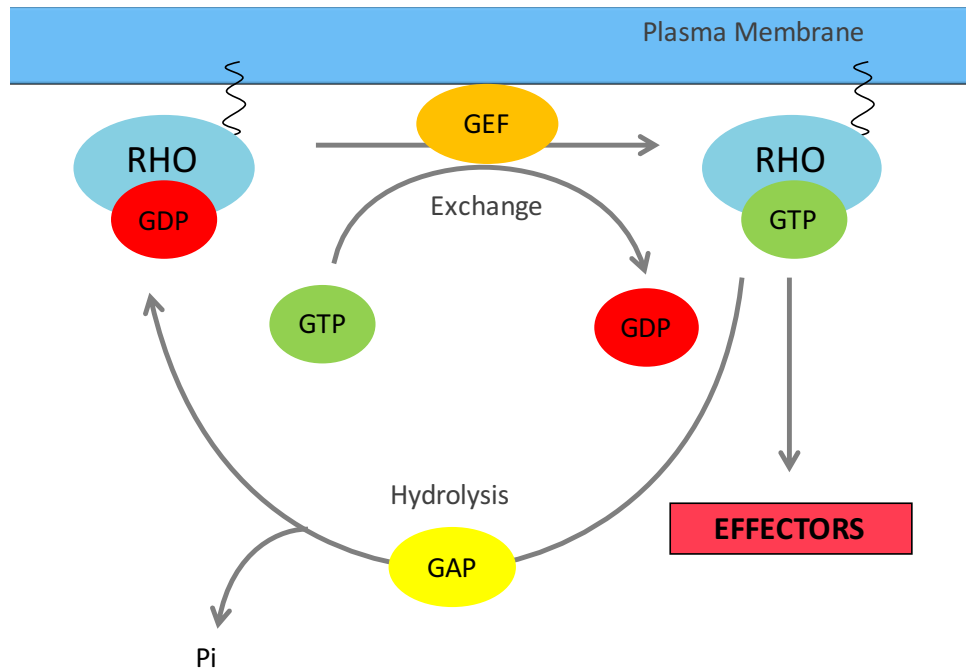 Plasma Membrane
GEF
RHO
RHO
GDP
Exchange
GTP
GTP
GDP
Hydrolysis
EFFECTORS
GAP
Pi